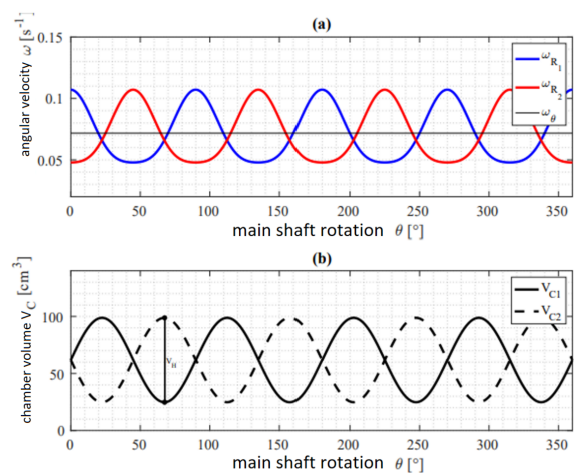 (a)
angular velocity ω [s⁻¹]
0.15
0.1
0.05
ω_R₁
ω_R₂
ω_θ
0 50 100 150 200 250 300 350
main shaft rotation θ [°]
(b)
chamber volume V_C [cm³]
100
50
0
V_C1
V_C2
V_H
0 50 100 150 200 250 300 350
main shaft rotation θ [°]